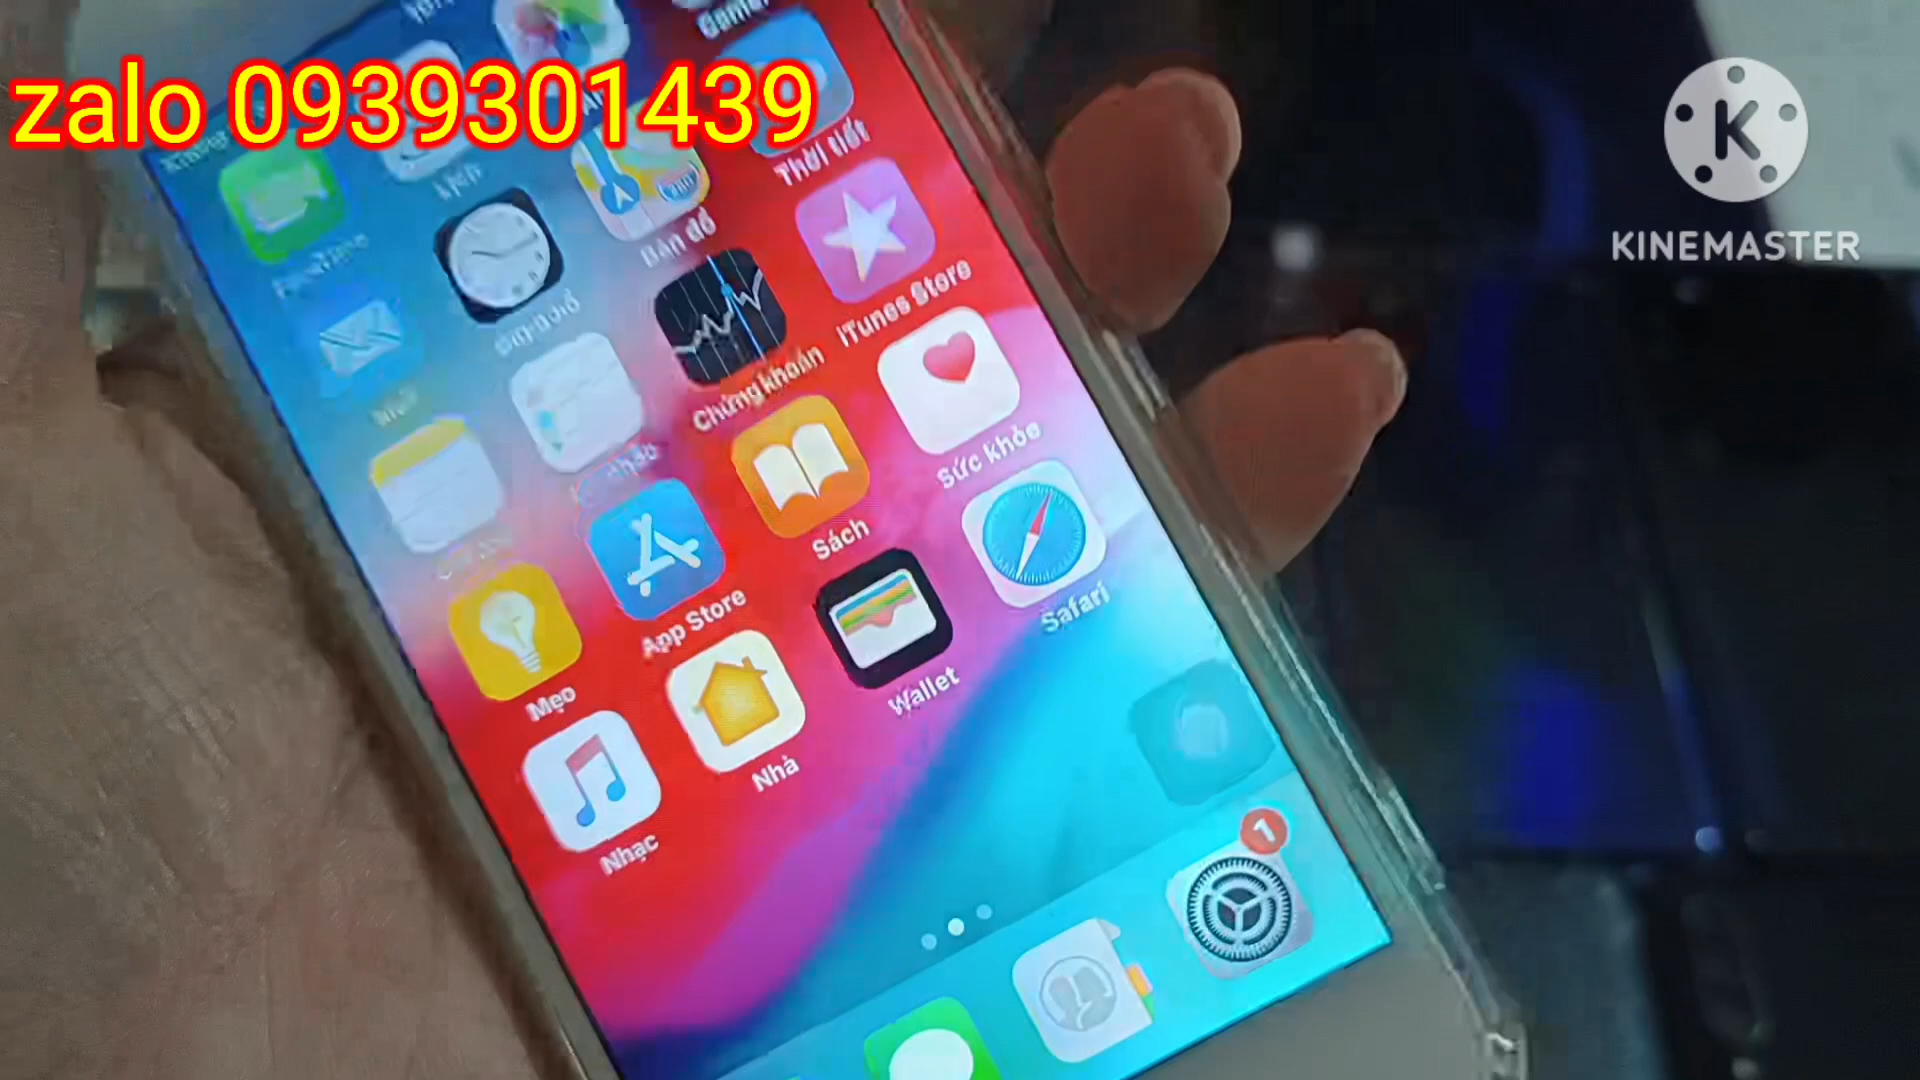 zalo 0939301439
KINEMASTER
Thời tiết
Bản đồ
iTunes Store
Chứng khoán
Sức khỏe
Sách
Safari
App Store
Wallet
Mẹo
Nhà
Nhạc
1